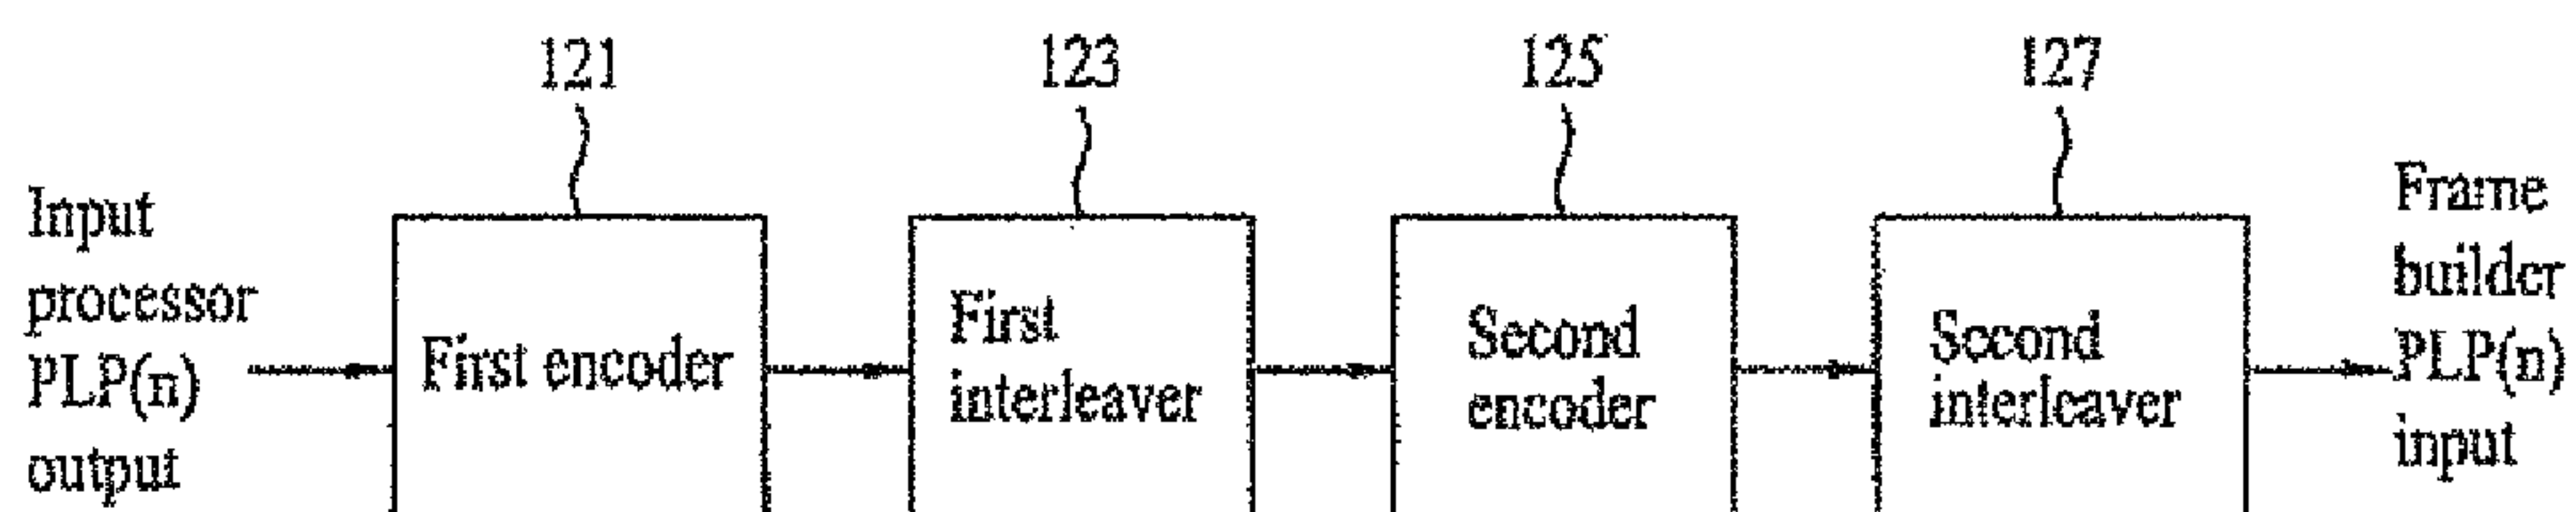 121
123
125
127
Input
processor
PLP(n)
output
First encoder
First
interleaver
Second
encoder
Second
interleaver
Frame
builder
PLP(n)
input